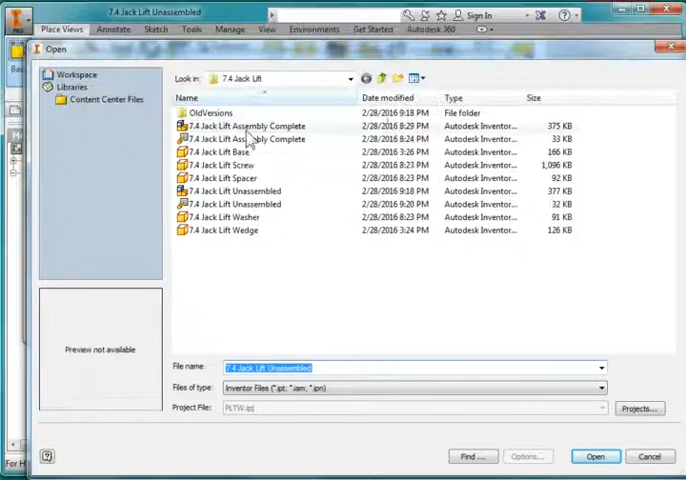 7.4 Jack Lift Unassembled
Sign In
PRO
Place Views Annotate Sketch Tools Manage View Environments Get Started Autodesk 360
Open
Workspace
Libraries
Content Center Files
Look in: 7.4 Jack Lift
Name Date modified Type Size
OldVersions 2/28/2016 9:18 PM File folder
7.4 Jack Lift Assembly Complete 2/28/2016 8:29 PM Autodesk Inventor... 375 KB
7.4 Jack Lift Assembly Complete 2/28/2016 8:24 PM Autodesk Inventor... 33 KB
7.4 Jack Lift Base 2/28/2016 3:26 PM Autodesk Inventor... 166 KB
7.4 Jack Lift Screw 2/28/2016 8:23 PM Autodesk Inventor... 1,096 KB
7.4 Jack Lift Spacer 2/28/2016 8:23 PM Autodesk Inventor... 92 KB
7.4 Jack Lift Unassembled 2/28/2016 9:18 PM Autodesk Inventor... 377 KB
7.4 Jack Lift Unassembled 2/28/2016 9:20 PM Autodesk Inventor... 32 KB
7.4 Jack Lift Washer 2/28/2016 8:23 PM Autodesk Inventor... 91 KB
7.4 Jack Lift Wedge 2/28/2016 3:24 PM Autodesk Inventor... 126 KB
Preview not available
File name: 7.4 Jack Lift Unassembled
Files of type: Inventor Files (*.ipt; *.iam; *.ipn)
Project File: PLTW.ipj
Projects...
Find ... Options... Open Cancel